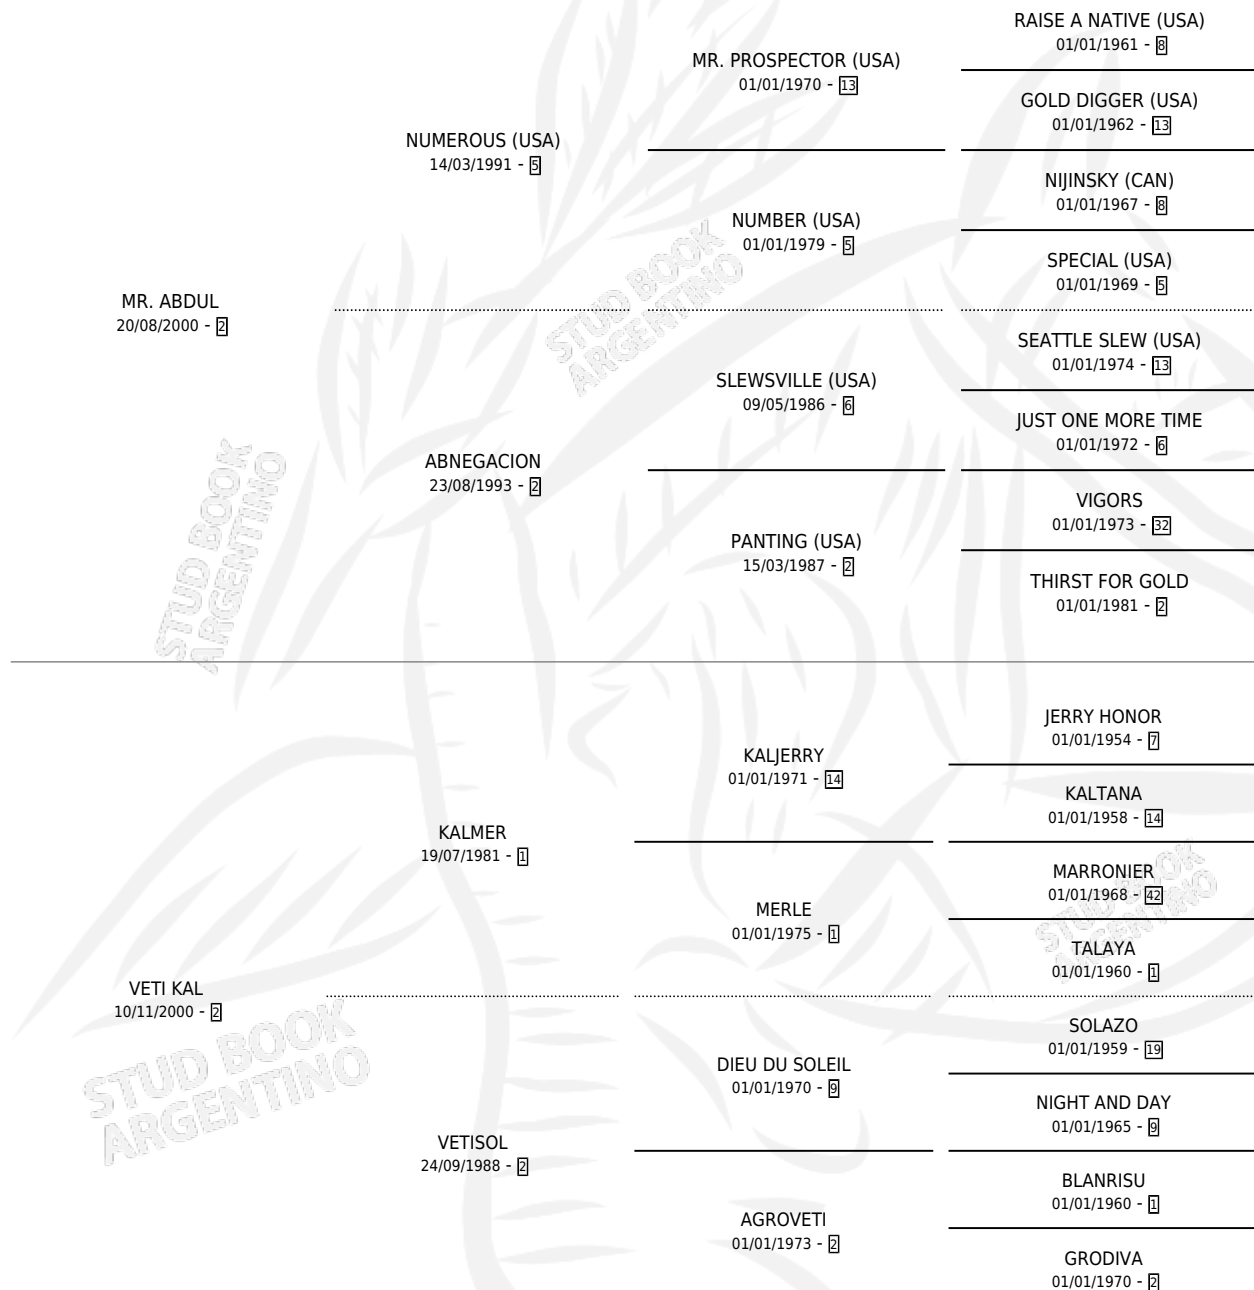 RAISE A NATIVE (USA)
01/01/1961 - 8
MR. PROSPECTOR (USA)
01/01/1970 - 13
GOLD DIGGER (USA)
01/01/1962 - 13
NUMEROUS (USA)
14/03/1991 - 5
NIJINSKY (CAN)
01/01/1967 - 8
NUMBER (USA)
01/01/1979 - 5
SPECIAL (USA)
01/01/1969 - 5
MR. ABDUL
20/08/2000 - 2
SEATTLE SLEW (USA)
01/01/1974 - 13
SLEWSVILLE (USA)
09/05/1986 - 6
JUST ONE MORE TIME
01/01/1972 - 6
ABNEGACION
23/08/1993 - 2
VIGORS
01/01/1973 - 32
PANTING (USA)
15/03/1987 - 2
THIRST FOR GOLD
01/01/1981 - 2
JERRY HONOR
01/01/1954 - 7
KALJERRY
01/01/1971 - 14
KALTANA
01/01/1958 - 14
KALMER
19/07/1981 - 1
MARRONIER
01/01/1968 - 42
MERLE
01/01/1975 - 1
TALAYA
01/01/1960 - 1
VETI KAL
10/11/2000 - 2
SOLAZO
01/01/1959 - 19
DIEU DU SOLEIL
01/01/1970 - 9
NIGHT AND DAY
01/01/1965 - 9
VETISOL
24/09/1988 - 2
BLANRISU
01/01/1960 - 1
AGROVETI
01/01/1973 - 2
GRODIVA
01/01/1970 - 2
STUD BOOK
ARGENTINO
STUD BOOK
ARGENTINO
STUD BOOK
ARGENTINO
STUD BOOK
ARGENTINO